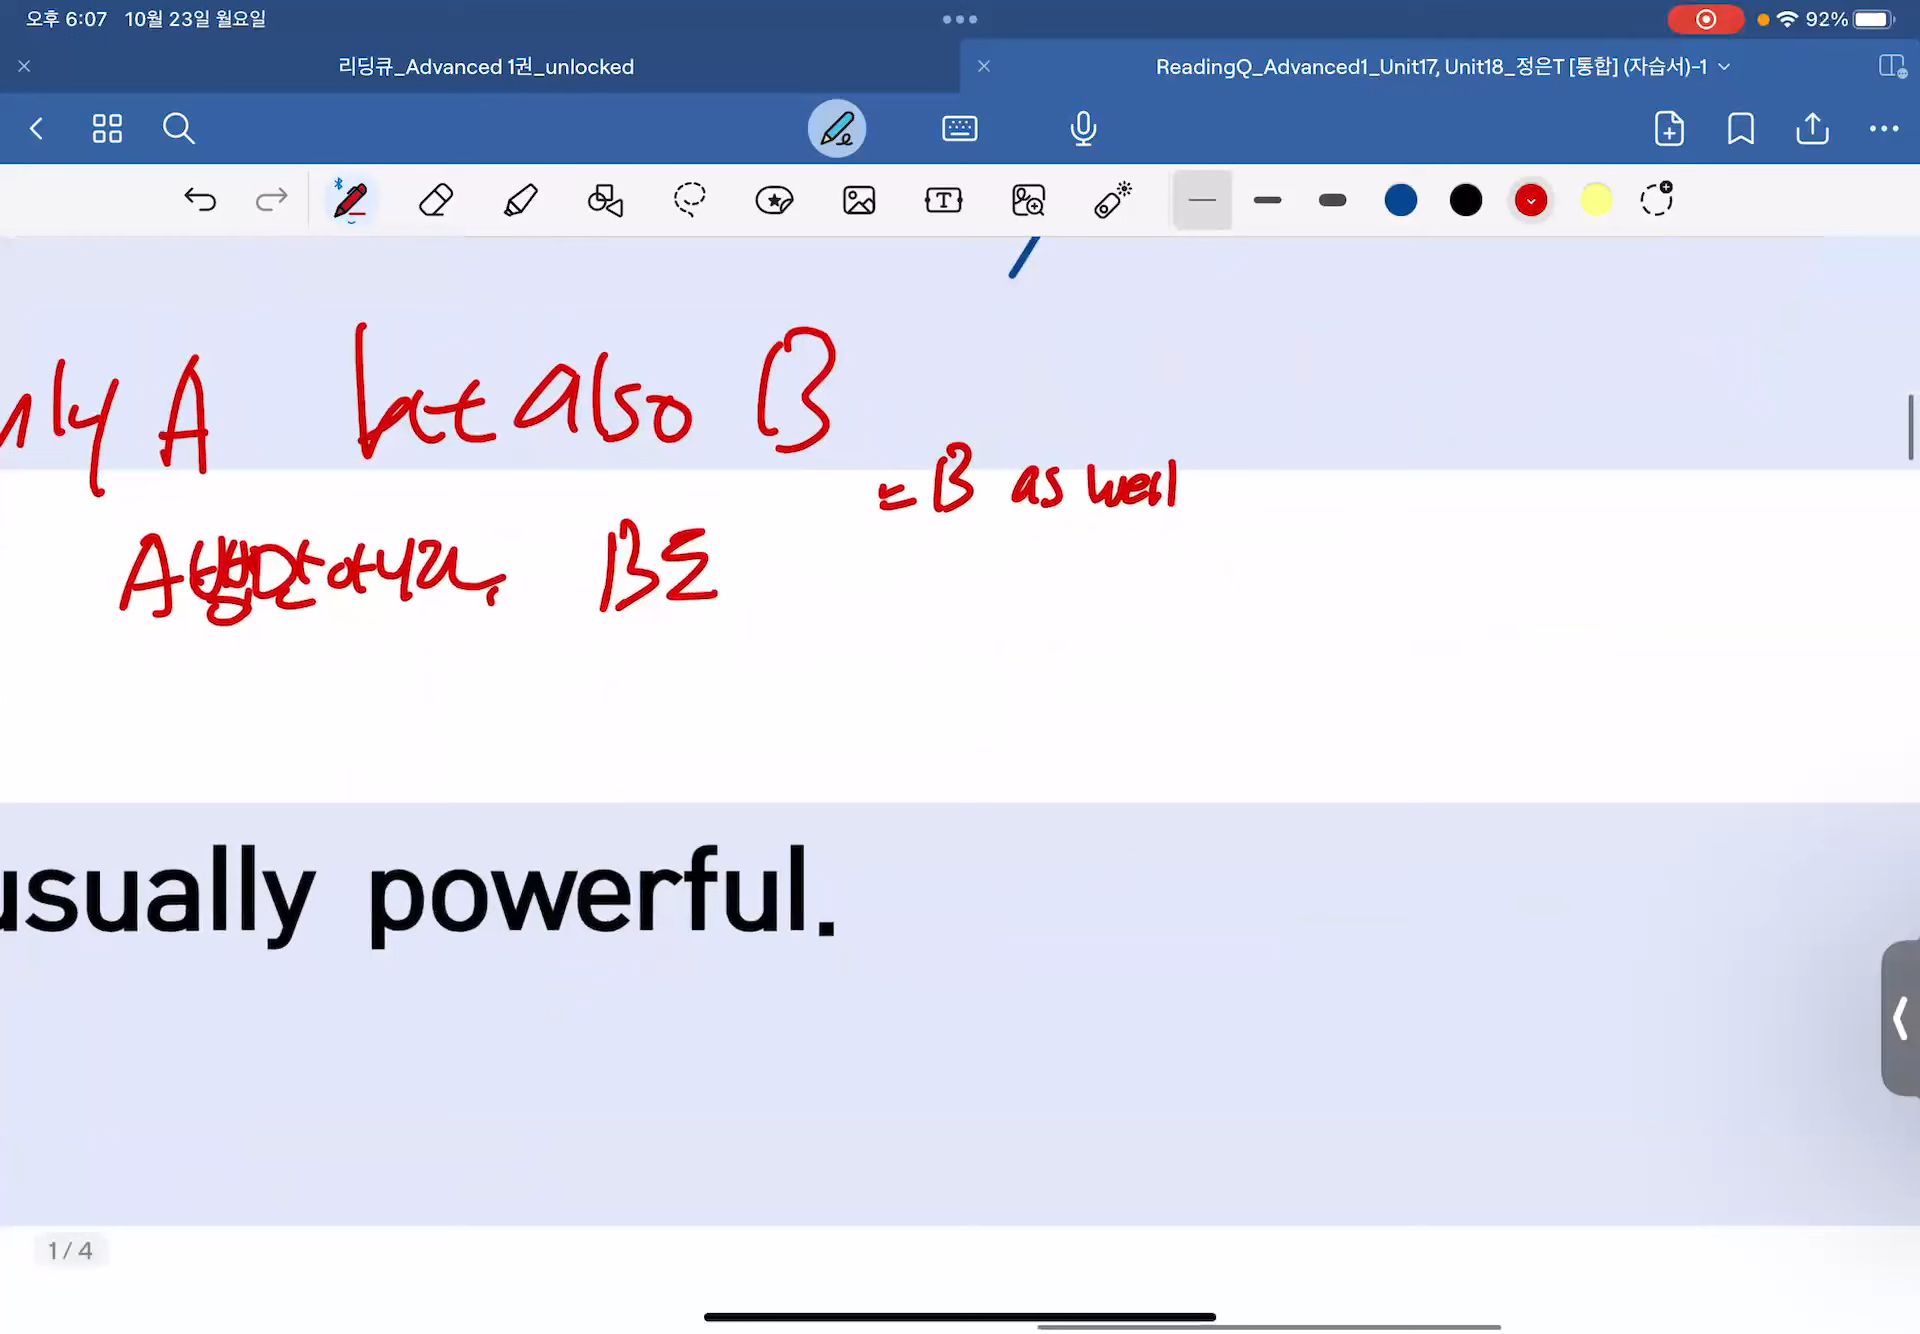 오후 6:07 10월 23일 월요일
92%
리딩큐_Advanced 1권_unlocked
ReadingQ_Advanced1_Unit17, Unit18_정은T [통합] (자습서)-1
nly A but also B
= B as well
A뿐만 아니라, B도
usually powerful.
1 / 4